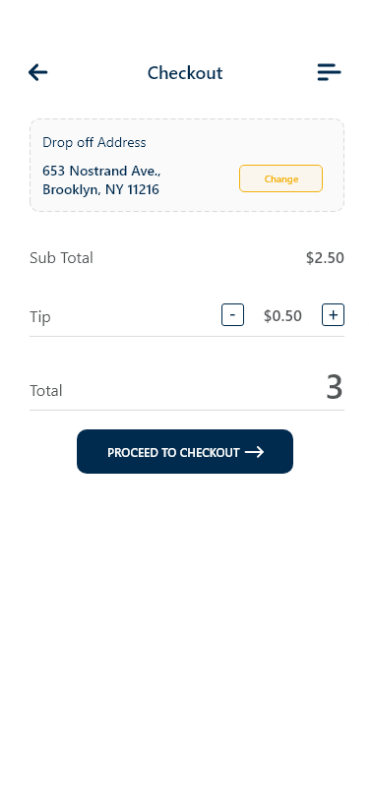 Checkout
Drop off Address
653 Nostrand Ave.,
Brooklyn, NY 11216
Change
Sub Total $2.50
Tip - $0.50 +
Total 3
PROCEED TO CHECKOUT